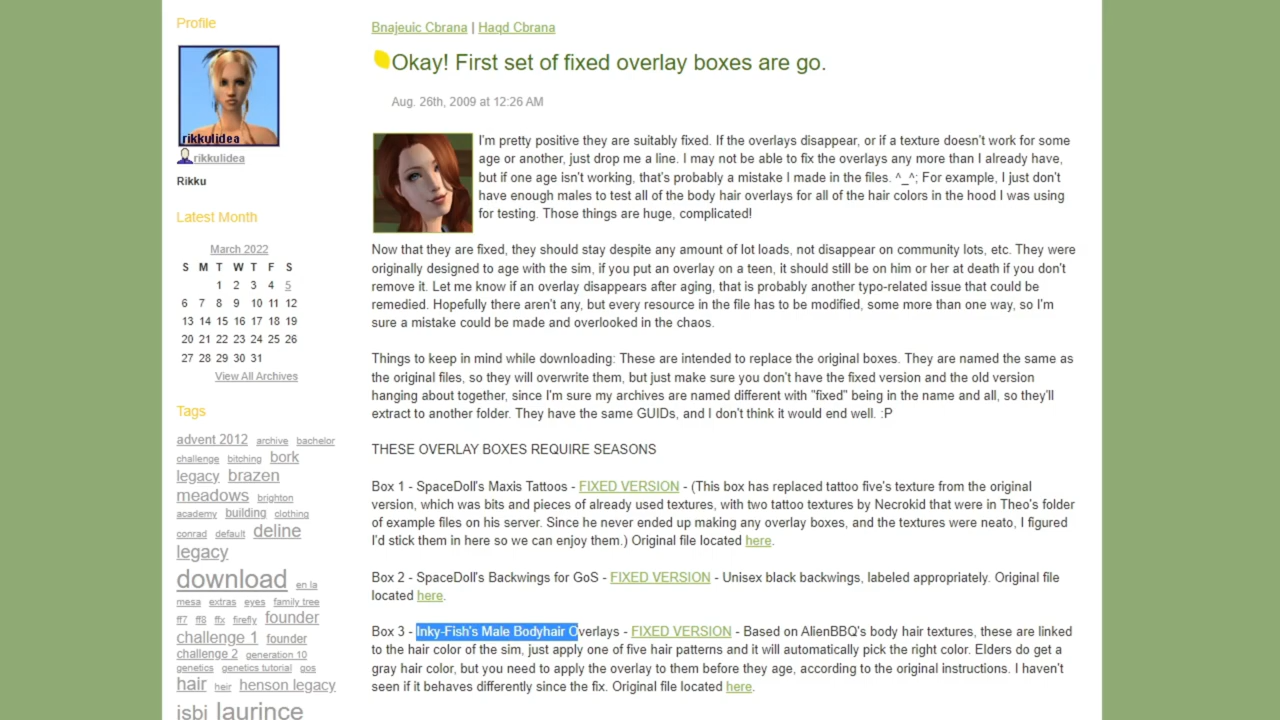 Profile
rikkulidea
rikkulidea
Rikku
Latest Month
March 2022
S M T W T F S
1 2 3 4 5
6 7 8 9 10 11 12
13 14 15 16 17 18 19
20 21 22 23 24 25 26
27 28 29 30 31
View All Archives
Tags
advent 2012 archive bachelor
challenge bitching bork
legacy brazen
meadows brighton
academy building clothing
conrad default deline
legacy
download en la
mesa extras eyes family tree
ff7 ff8 ffx firefly founder
challenge 1 founder
challenge 2 generation 10
genetics genetics tutorial gos
hair heir henson legacy
isbi laurince
Bnajeuic Cbrana | Haqd Cbrana
Okay! First set of fixed overlay boxes are go.
Aug. 26th, 2009 at 12:26 AM
I'm pretty positive they are suitably fixed. If the overlays disappear, or if a texture doesn't work for some
age or another, just drop me a line. I may not be able to fix the overlays any more than I already have,
but if one age isn't working, that's probably a mistake I made in the files. ^_^; For example, I just don't
have enough males to test all of the body hair overlays for all of the hair colors in the hood I was using
for testing. Those things are huge, complicated!
Now that they are fixed, they should stay despite any amount of lot loads, not disappear on community lots, etc. They were
originally designed to age with the sim, if you put an overlay on a teen, it should still be on him or her at death if you don't
remove it. Let me know if an overlay disappears after aging, that is probably another typo-related issue that could be
remedied. Hopefully there aren't any, but every resource in the file has to be modified, some more than one way, so I'm
sure a mistake could be made and overlooked in the chaos.
Things to keep in mind while downloading: These are intended to replace the original boxes. They are named the same as
the original files, so they will overwrite them, but just make sure you don't have the fixed version and the old version
hanging about together, since I'm sure my archives are named different with "fixed" being in the name and all, so they'll
extract to another folder. They have the same GUIDs, and I don't think it would end well. :P
THESE OVERLAY BOXES REQUIRE SEASONS
Box 1 - SpaceDoll's Maxis Tattoos - FIXED VERSION - (This box has replaced tattoo five's texture from the original
version, which was bits and pieces of already used textures, with two tattoo textures by Necrokid that were in Theo's folder
of example files on his server. Since he never ended up making any overlay boxes, and the textures were neato, I figured
I'd stick them in here so we can enjoy them.) Original file located here.
Box 2 - SpaceDoll's Backwings for GoS - FIXED VERSION - Unisex black backwings, labeled appropriately. Original file
located here.
Box 3 - Inky-Fish's Male Bodyhair Overlays - FIXED VERSION - Based on AlienBBQ's body hair textures, these are linked
to the hair color of the sim, just apply one of five hair patterns and it will automatically pick the right color. Elders do get a
gray hair color, but you need to apply the overlay to them before they age, according to the original instructions. I haven't
seen if it behaves differently since the fix. Original file located here.